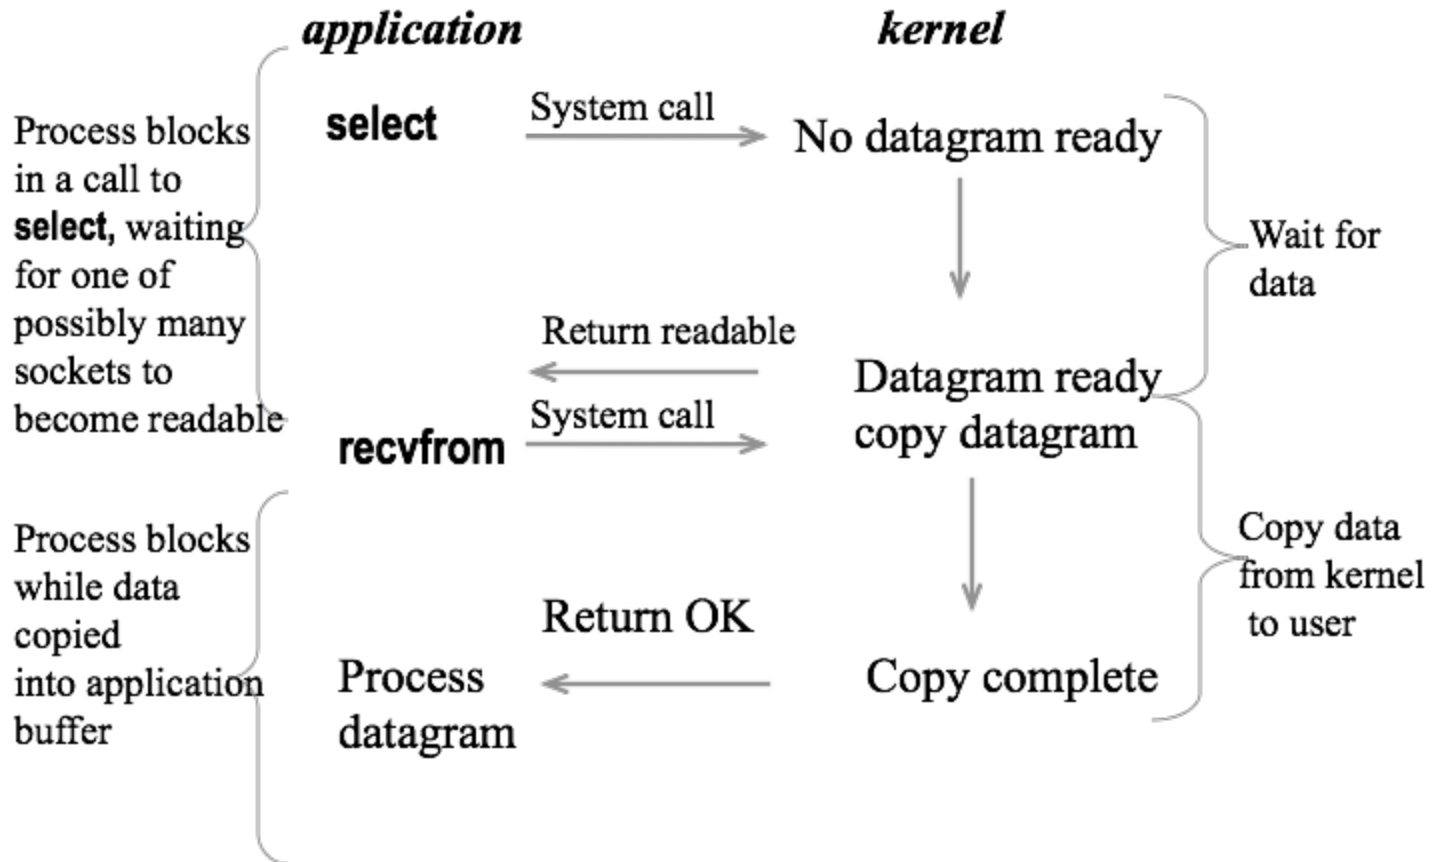 application
kernel
Process blocks
in a call to
select, waiting
for one of
possibly many
sockets to
become readable
select
System call
No datagram ready
Wait for
data
Return readable
Datagram ready
copy datagram
System call
recvfrom
Process blocks
while data
copied
into application
buffer
Copy data
from kernel
to user
Return OK
Process
datagram
Copy complete